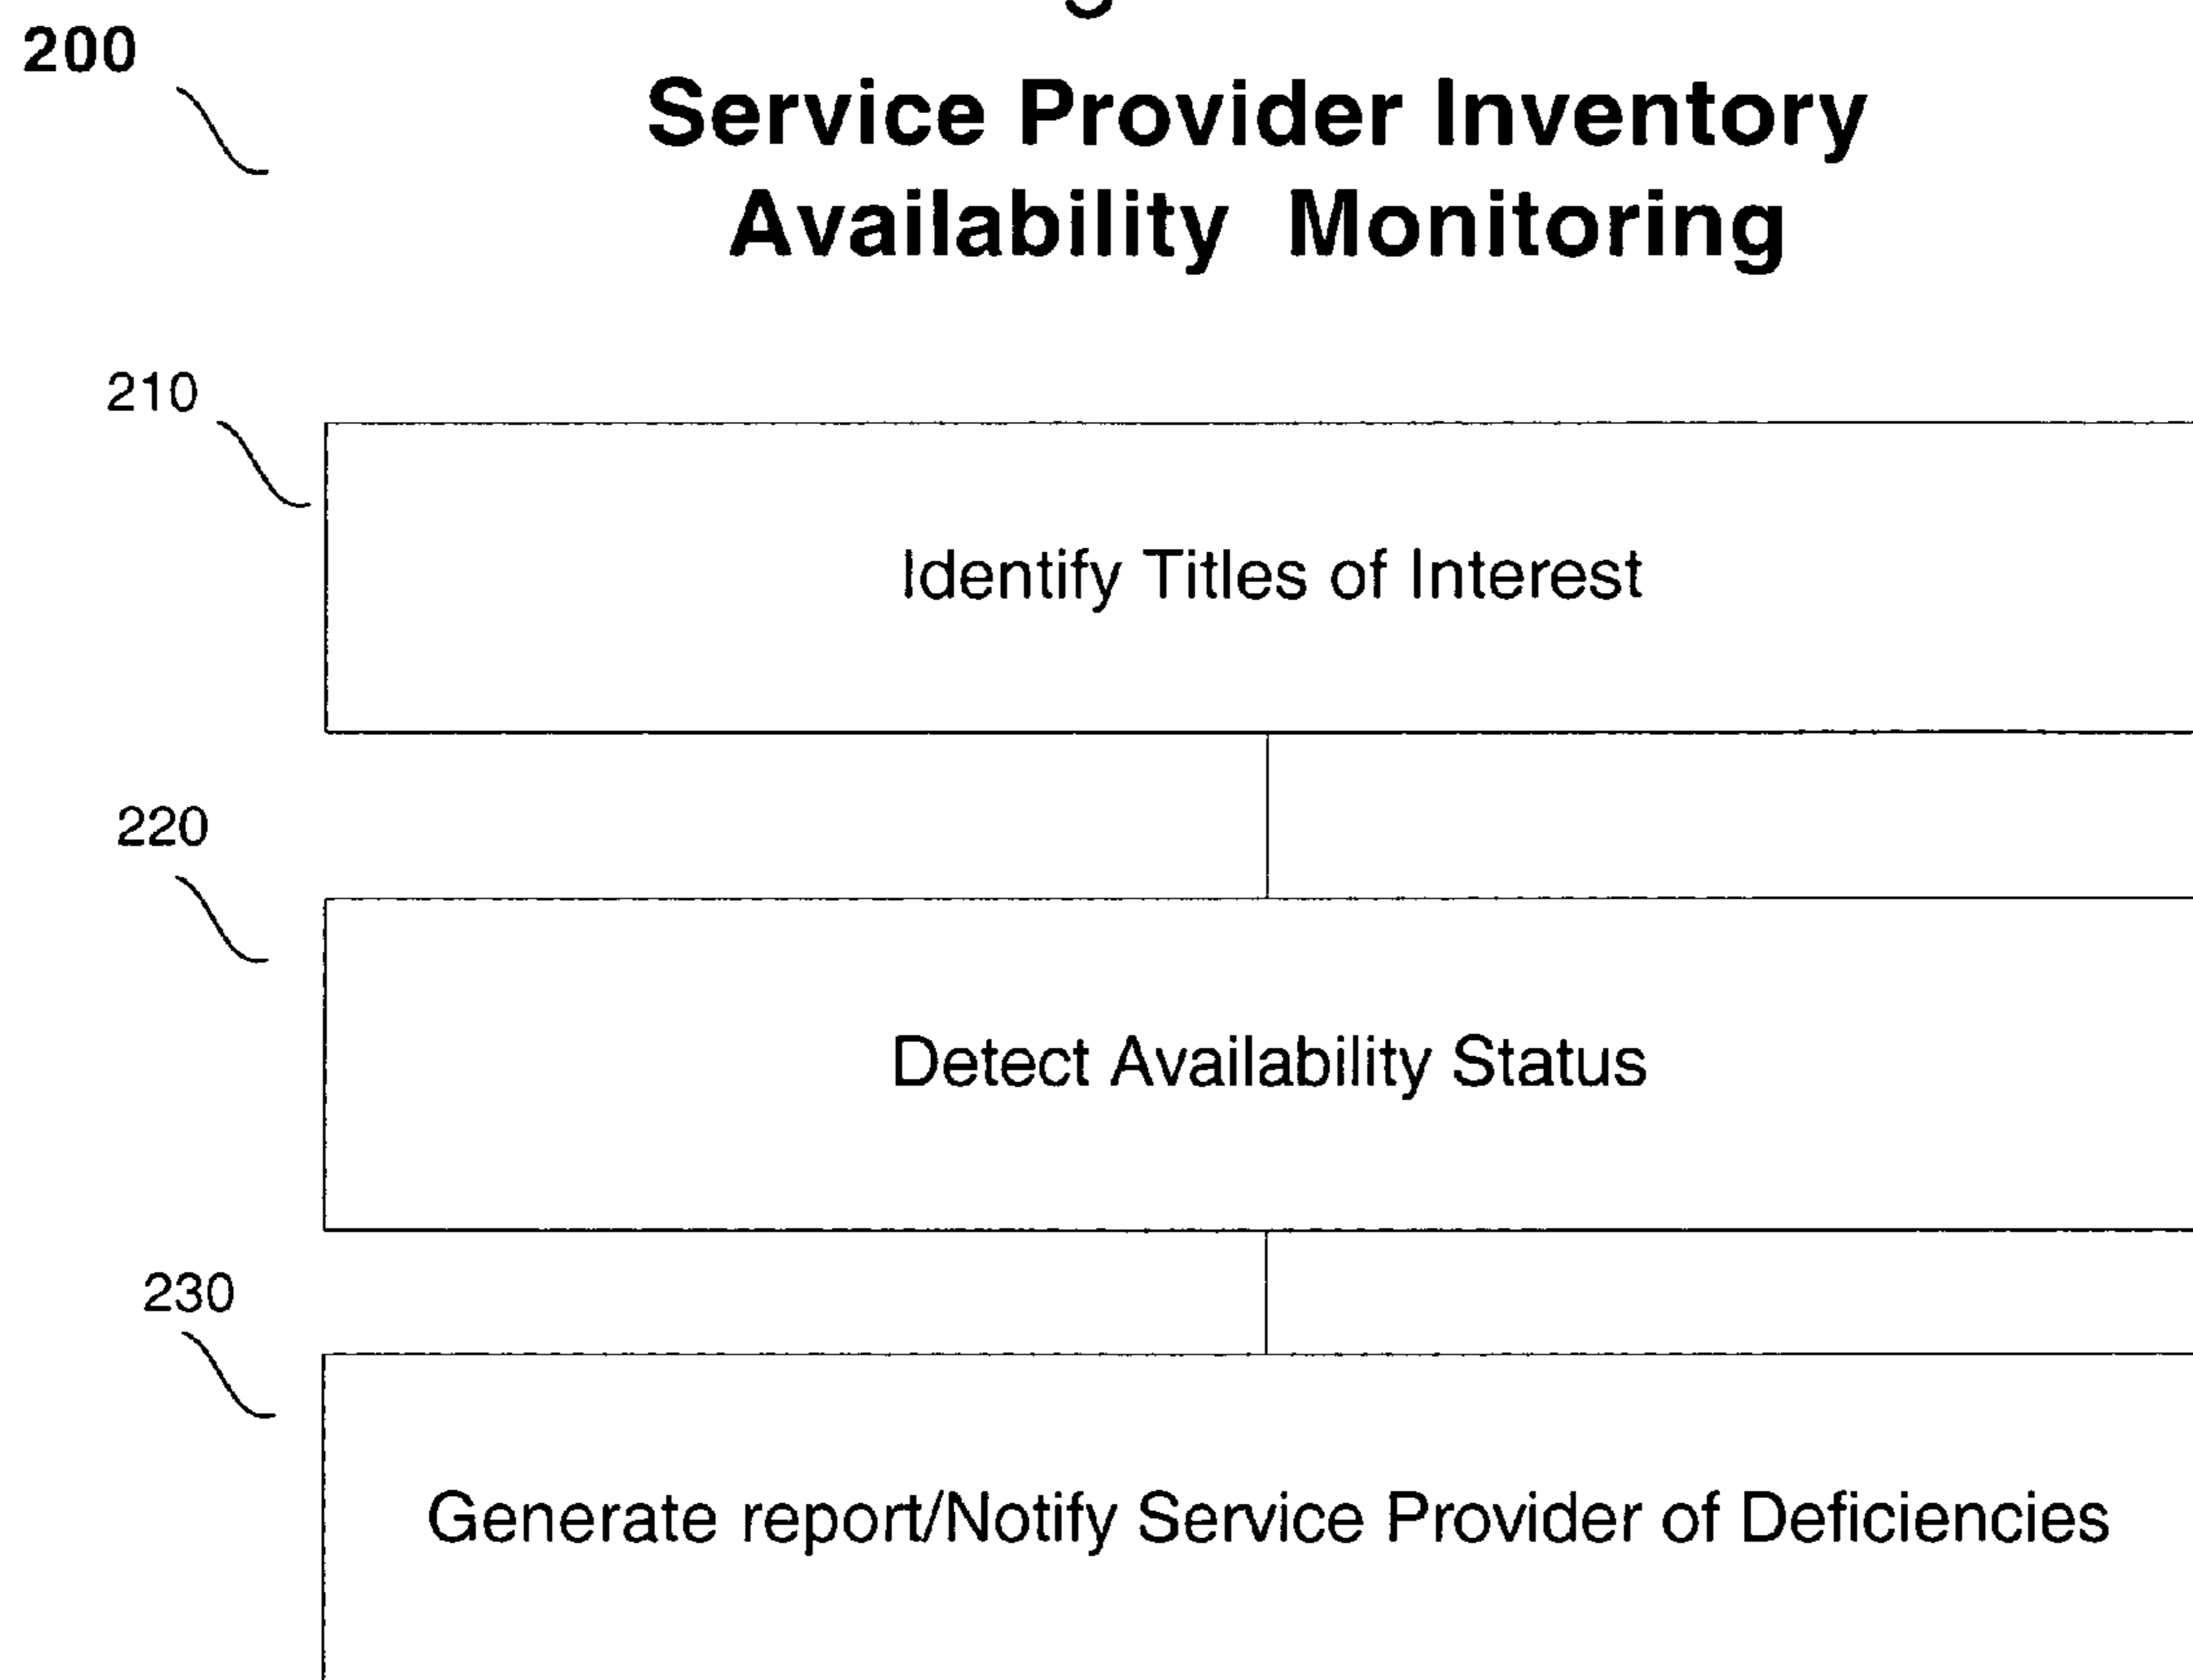 200
Service Provider Inventory
Availability Monitoring
210
Identify Titles of Interest
220
Detect Availability Status
230
Generate report/Notify Service Provider of Deficiencies